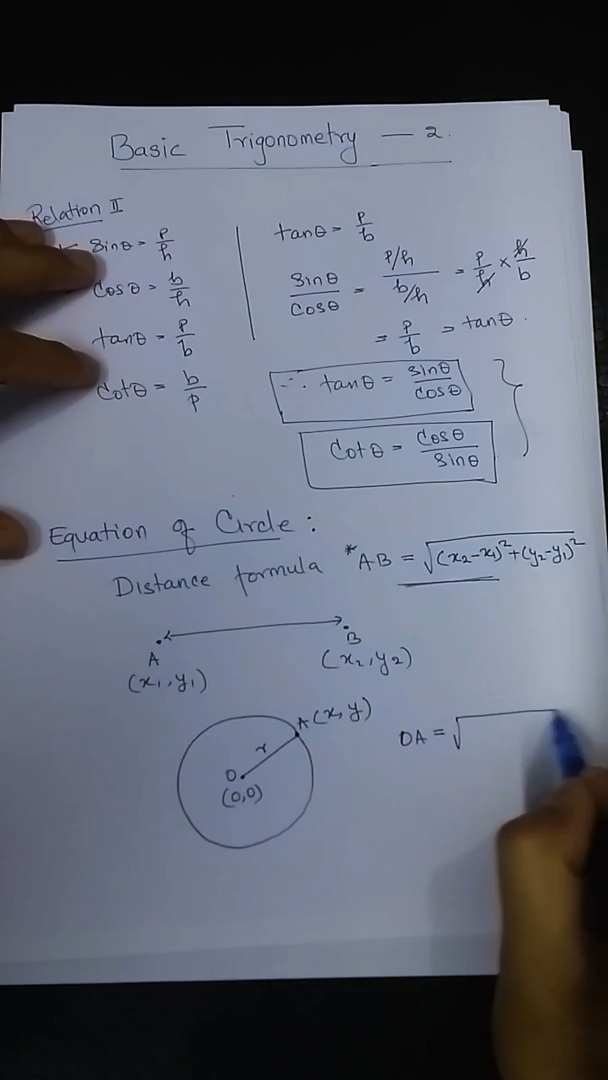 Basic Trigonometry — 2.
Relation II
Sinθ = p/h
Cosθ = b/h
tanθ = p/b
Cotθ = b/p
tanθ = p/b
Sinθ/Cosθ = (p/h)/(b/h) = p/h × h/b
= p/b = tanθ.
∴ tanθ = Sinθ/Cosθ
Cotθ = Cosθ/Sinθ
Equation of Circle :
Distance formula *AB = √(x₂-x₁)²+(y₂-y₁)²
A
(x₁,y₁)
B
(x₂,y₂)
A(x,y)
r
O
(0,0)
OA = √